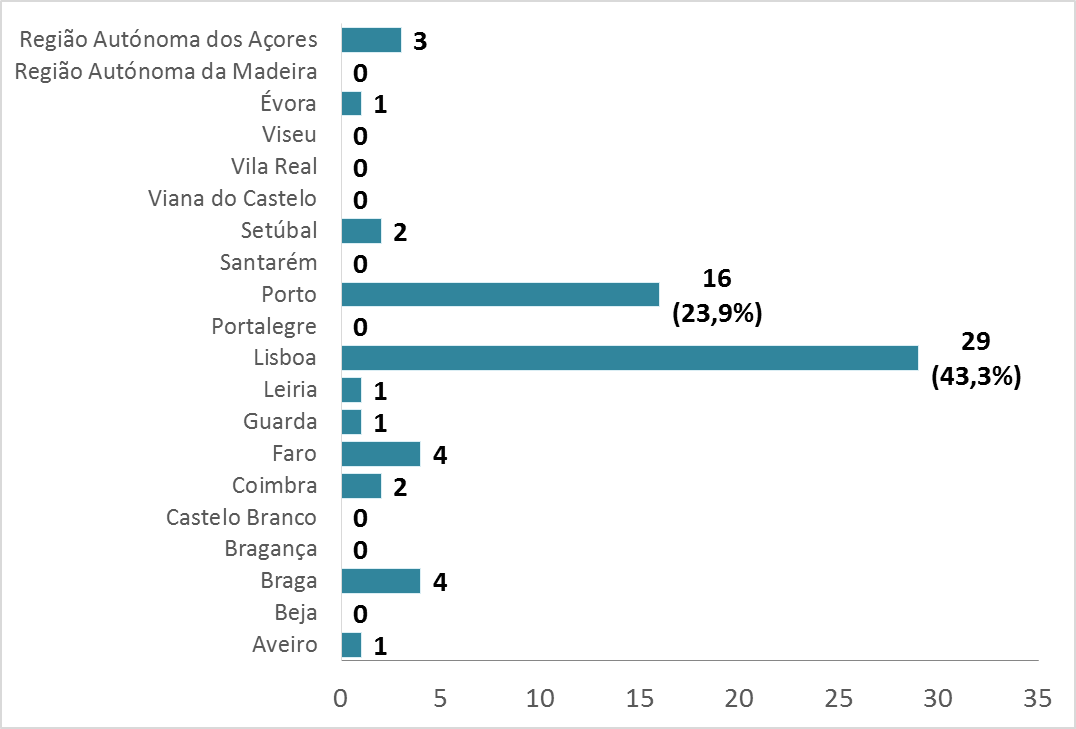 Região Autónoma dos Açores 3
Região Autónoma da Madeira 0
Évora 1
Viseu 0
Vila Real 0
Viana do Castelo 0
Setúbal 2
Santarém 0
Porto 16
(23,9%)
Portalegre 0
Lisboa 29
(43,3%)
Leiria 1
Guarda 1
Faro 4
Coimbra 2
Castelo Branco 0
Bragança 0
Braga 4
Beja 0
Aveiro 1
0 5 10 15 20 25 30 35